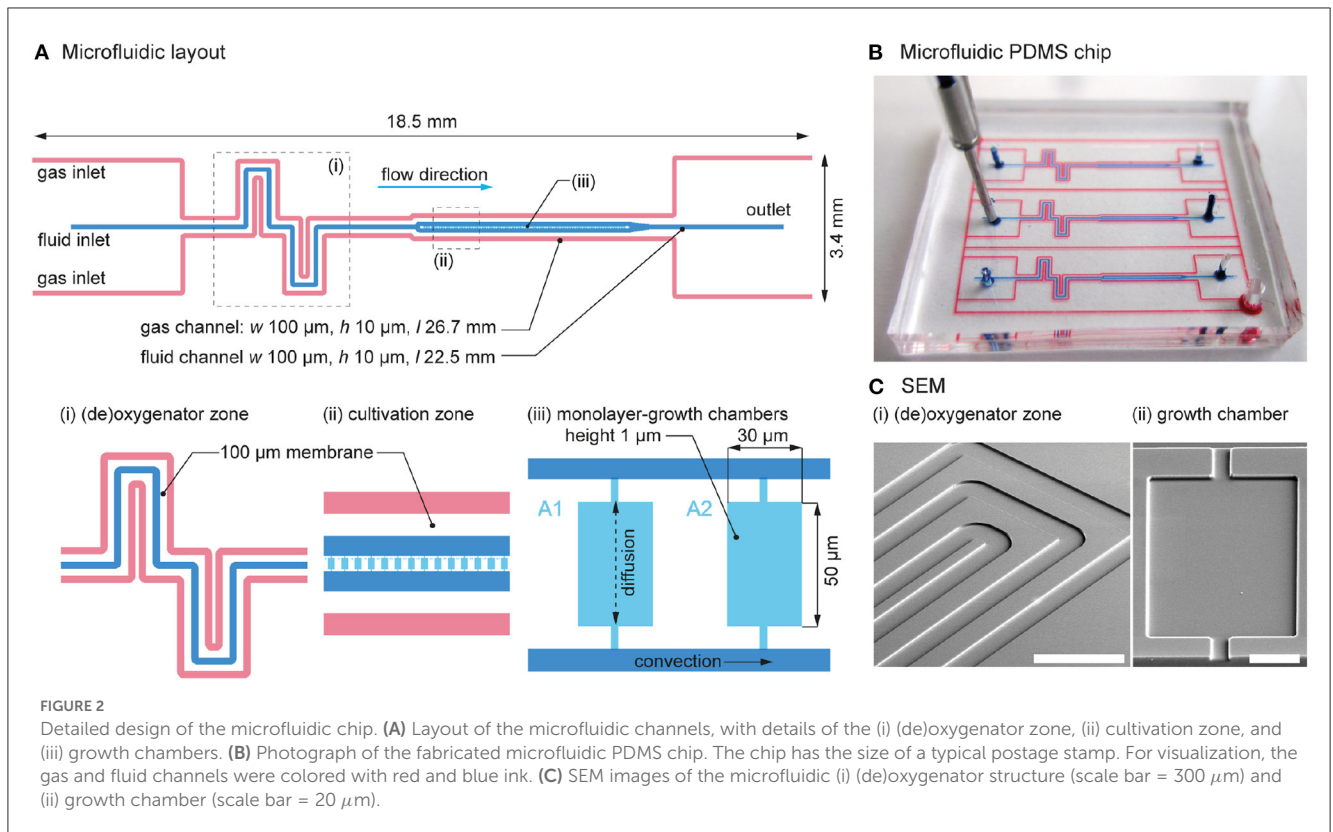 A Microfluidic layout
18.5 mm
(i)
gas inlet
flow direction
(iii)
outlet
3.4 mm
fluid inlet
(ii)
gas inlet
gas channel: w 100 µm, h 10 µm, l 26.7 mm
fluid channel w 100 µm, h 10 µm, l 22.5 mm
(i) (de)oxygenator zone
100 µm membrane
(ii) cultivation zone
(iii) monolayer-growth chambers
height 1 µm
30 µm
A1
A2
diffusion
50 µm
convection
B Microfluidic PDMS chip
C SEM
(i) (de)oxygenator zone
(ii) growth chamber
FIGURE 2
Detailed design of the microfluidic chip. (A) Layout of the microfluidic channels, with details of the (i) (de)oxygenator zone, (ii) cultivation zone, and
(iii) growth chambers. (B) Photograph of the fabricated microfluidic PDMS chip. The chip has the size of a typical postage stamp. For visualization, the
gas and fluid channels were colored with red and blue ink. (C) SEM images of the microfluidic (i) (de)oxygenator structure (scale bar = 300 µm) and
(ii) growth chamber (scale bar = 20 µm).